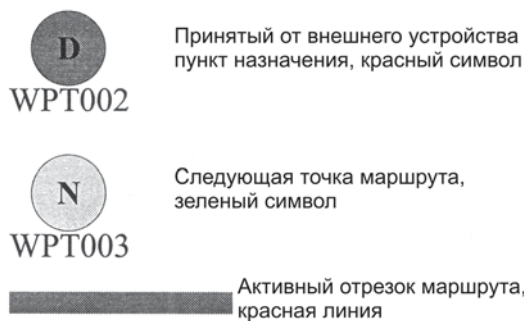 D
Принятый от внешнего устройства
пункт назначения, красный символ
WPT002
N
Следующая точка маршрута,
зеленый символ
WPT003
Активный отрезок маршрута,
красная линия